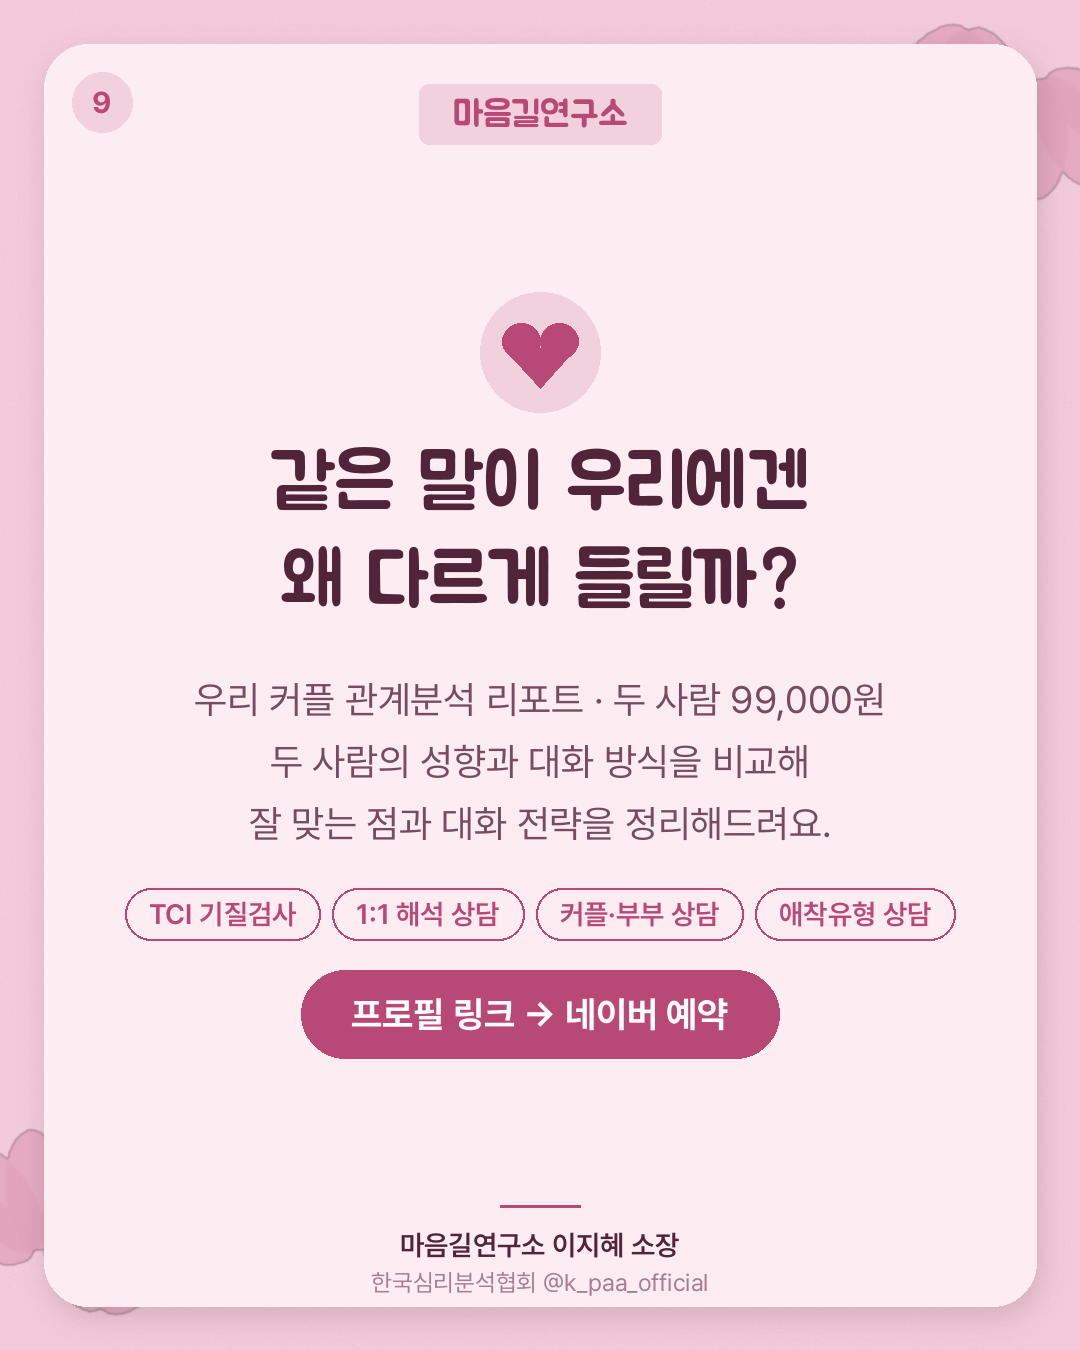 9
마음길연구소
같은 말이 우리에겐
왜 다르게 들릴까?
우리 커플 관계분석 리포트 · 두 사람 99,000원
두 사람의 성향과 대화 방식을 비교해
잘 맞는 점과 대화 전략을 정리해드려요.
TCI 기질검사 1:1 해석 상담 커플·부부 상담 애착유형 상담
프로필 링크 → 네이버 예약
마음길연구소 이지혜 소장
한국심리분석협회 @k_paa_official